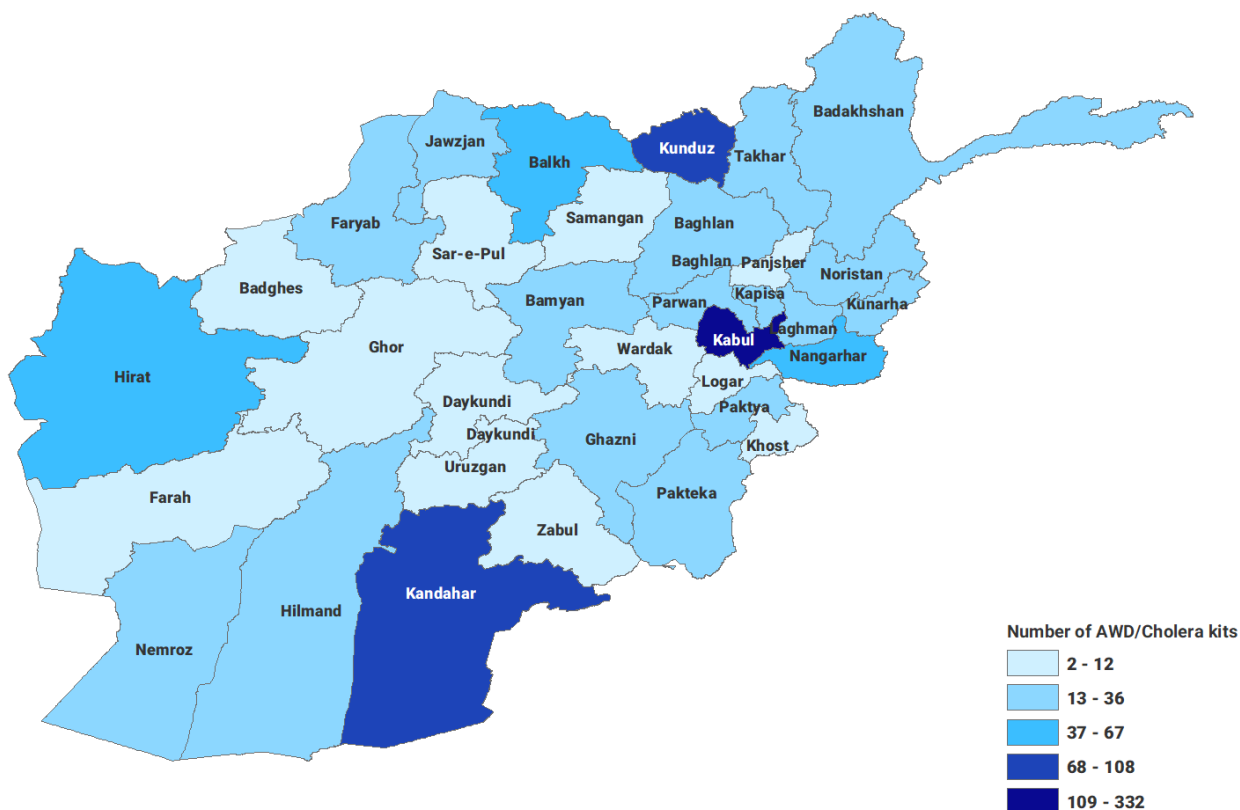 Badakhshan
Jawzjan
Kunduz
Balkh
Takhar
Faryab
Samangan
Baghlan
Sar-e-Pul
Baghlan
Panjsher
Noristan
Badghes
Bamyan
Parwan
Kapisa
Kunarha
Laghman
Kabul
Ghor
Wardak
Nangarhar
Hirat
Logar
Daykundi
Paktya
Daykundi
Ghazni
Khost
Uruzgan
Farah
Pakteka
Zabul
Kandahar
Hilmand
Nemroz
Number of AWD/Cholera kits
2 - 12
13 - 36
37 - 67
68 - 108
109 - 332